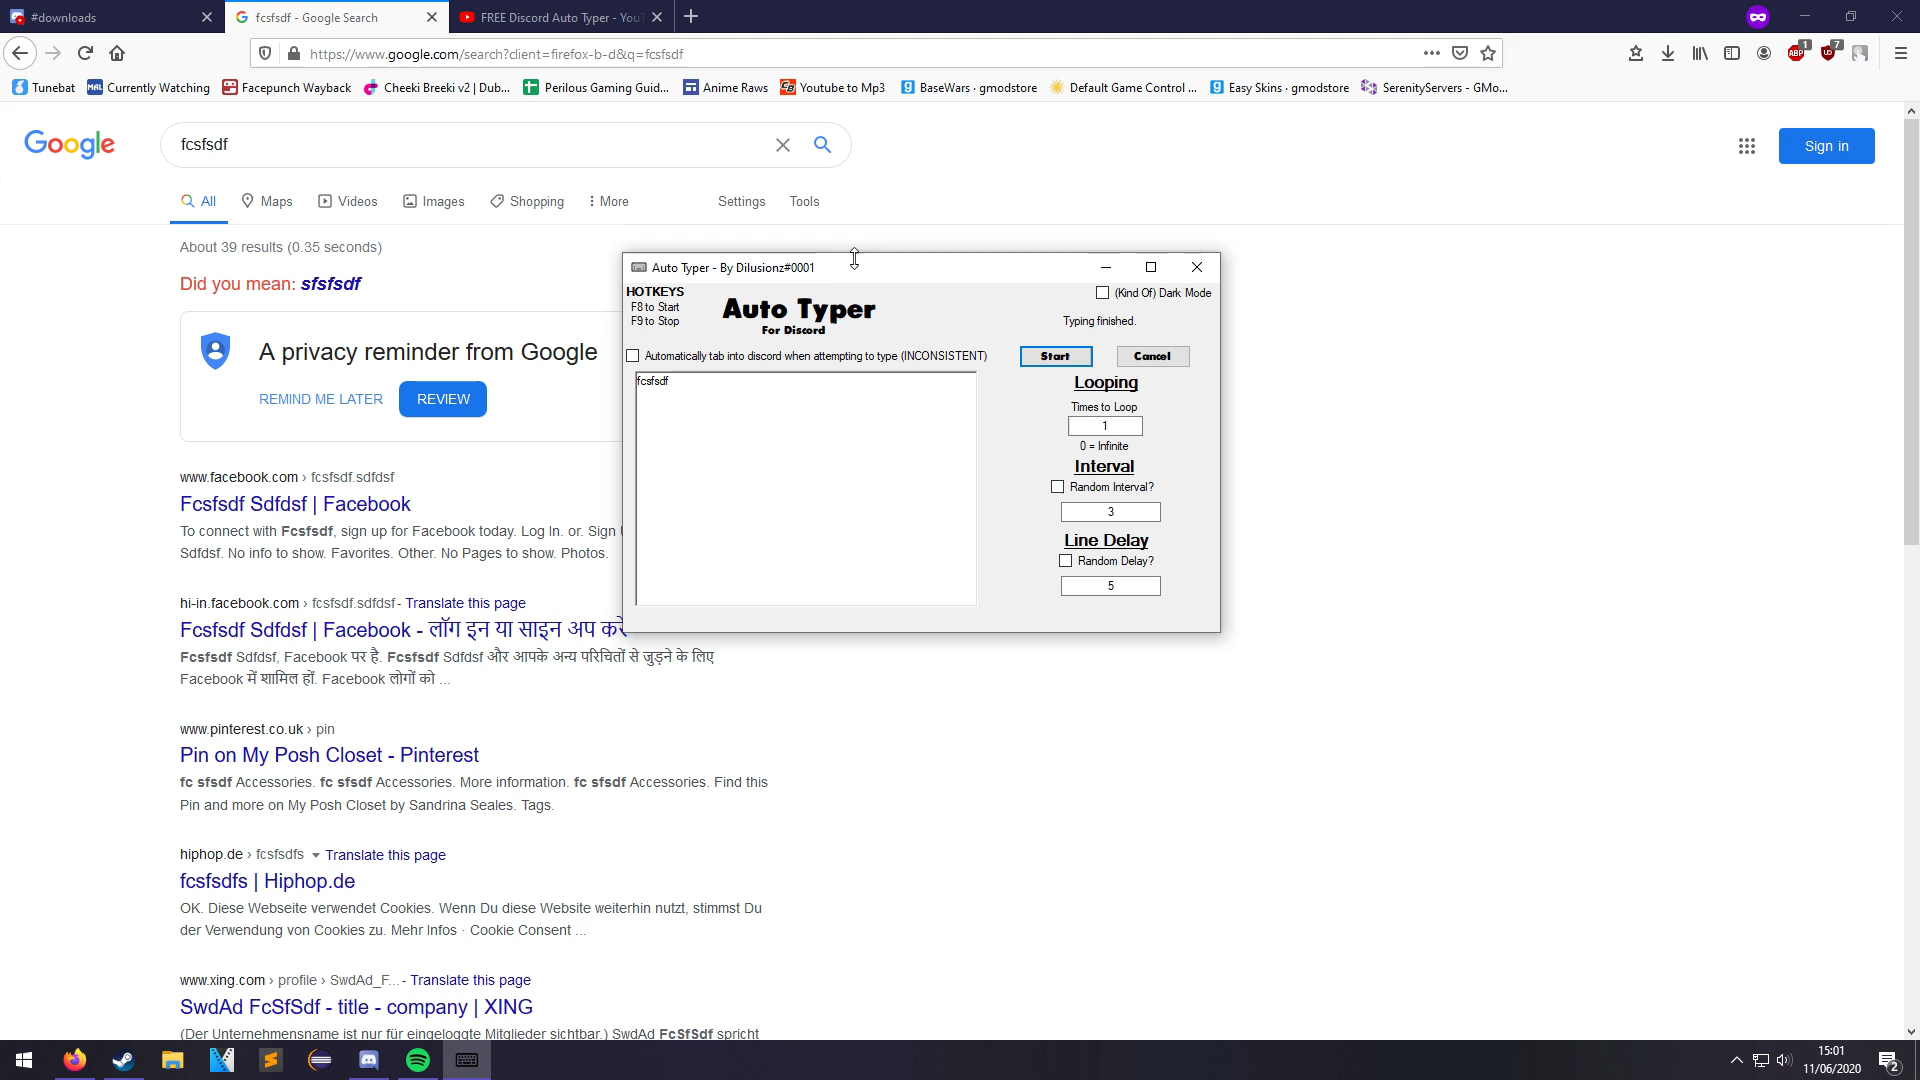 #downloads
fcsfsdf - Google Search
FREE Discord Auto Typer - You
https://www.google.com/search?client=firefox-b-d&q=fcsfsdf
ABP 1
7
Tunebat
MAL Currently Watching
Facepunch Wayback
Cheeki Breeki v2 | Dub...
Perilous Gaming Guid...
Anime Raws
Youtube to Mp3
BaseWars · gmodstore
Default Game Control ...
Easy Skins · gmodstore
SerenityServers - GMo...
Google
fcsfsdf
Sign in
All
Maps
Videos
Images
Shopping
More
Settings
Tools
About 39 results (0.35 seconds)
Did you mean: sfsfsdf
A privacy reminder from Google
REMIND ME LATER
REVIEW
www.facebook.com › fcsfsdf.sdfdsf
Fcsfsdf Sdfdsf | Facebook
To connect with Fcsfsdf, sign up for Facebook today. Log In. or. Sign
Sdfdsf. No info to show. Favorites. Other. No Pages to show. Photos.
hi-in.facebook.com › fcsfsdf.sdfdsf - Translate this page
Fcsfsdf Sdfdsf | Facebook - लॉग इन या साइन अप करें
Fcsfsdf Sdfdsf, Facebook पर है. Fcsfsdf Sdfdsf और आपके अन्य परिचितों से जुड़ने के लिए
Facebook में शामिल हों. Facebook लोगों को ...
www.pinterest.co.uk › pin
Pin on My Posh Closet - Pinterest
fc sfsdf Accessories. fc sfsdf Accessories. More information. fc sfsdf Accessories. Find this
Pin and more on My Posh Closet by Sandrina Seales. Tags.
hiphop.de › fcsfsdfs
Translate this page
fcsfsdfs | Hiphop.de
OK. Diese Webseite verwendet Cookies. Wenn Du diese Website weiterhin nutzt, stimmst Du
der Verwendung von Cookies zu. Mehr Infos · Cookie Consent ...
www.xing.com › profile › SwdAd_F... - Translate this page
SwdAd FcSfSdf - title - company | XING
(Der Unternehmensname ist nur für eingeloggte Mitglieder sichtbar.) SwdAd FcSfSdf spricht
Auto Typer - By Dilusionz#0001
HOTKEYS
F8 to Start
F9 to Stop
Auto Typer
For Discord
(Kind Of) Dark Mode
Typing finished.
Automatically tab into discord when attempting to type (INCONSISTENT)
Start
Cancel
fcsfsdf
Looping
Times to Loop
1
0 = Infinite
Interval
Random Interval?
3
Line Delay
Random Delay?
5
15:01
11/06/2020
2